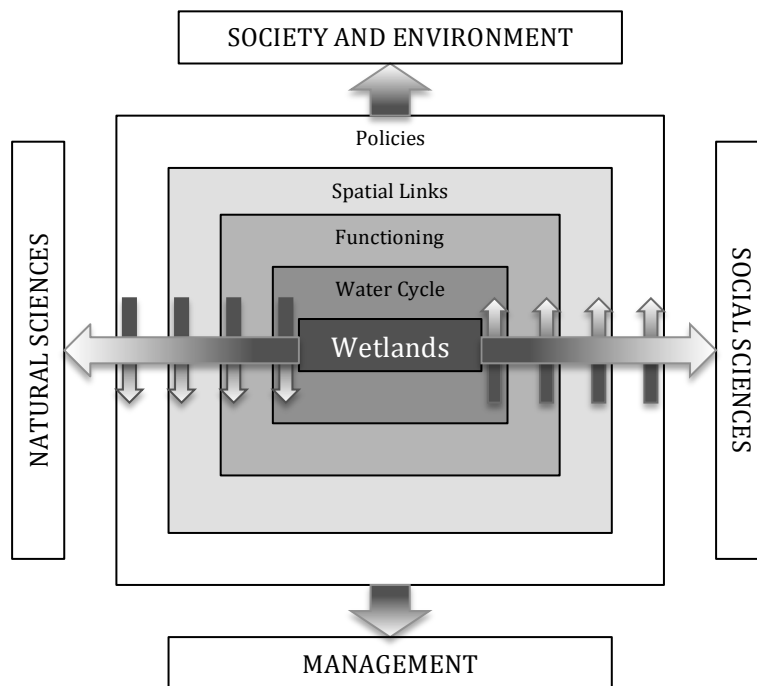 SOCIETY AND ENVIRONMENT
Policies
Spatial Links
Functioning
Water Cycle
Wetlands
NATURAL SCIENCES
SOCIAL SCIENCES
MANAGEMENT